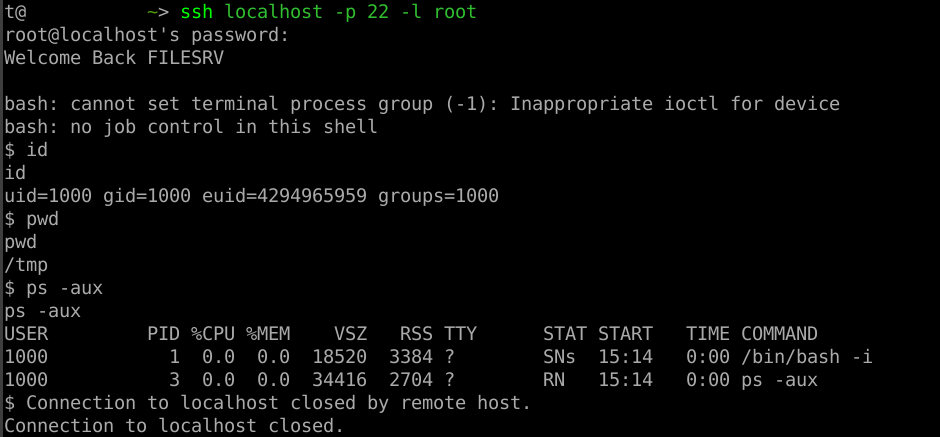 t@ ~> ssh localhost -p 22 -l root
root@localhost's password:
Welcome Back FILESRV
bash: cannot set terminal process group (-1): Inappropriate ioctl for device
bash: no job control in this shell
$ id
id
uid=1000 gid=1000 euid=4294965959 groups=1000
$ pwd
pwd
/tmp
$ ps -aux
ps -aux
USER PID %CPU %MEM VSZ RSS TTY STAT START TIME COMMAND
1000 1 0.0 0.0 18520 3384 ? SNs 15:14 0:00 /bin/bash -i
1000 3 0.0 0.0 34416 2704 ? RN 15:14 0:00 ps -aux
$ Connection to localhost closed by remote host.
Connection to localhost closed.